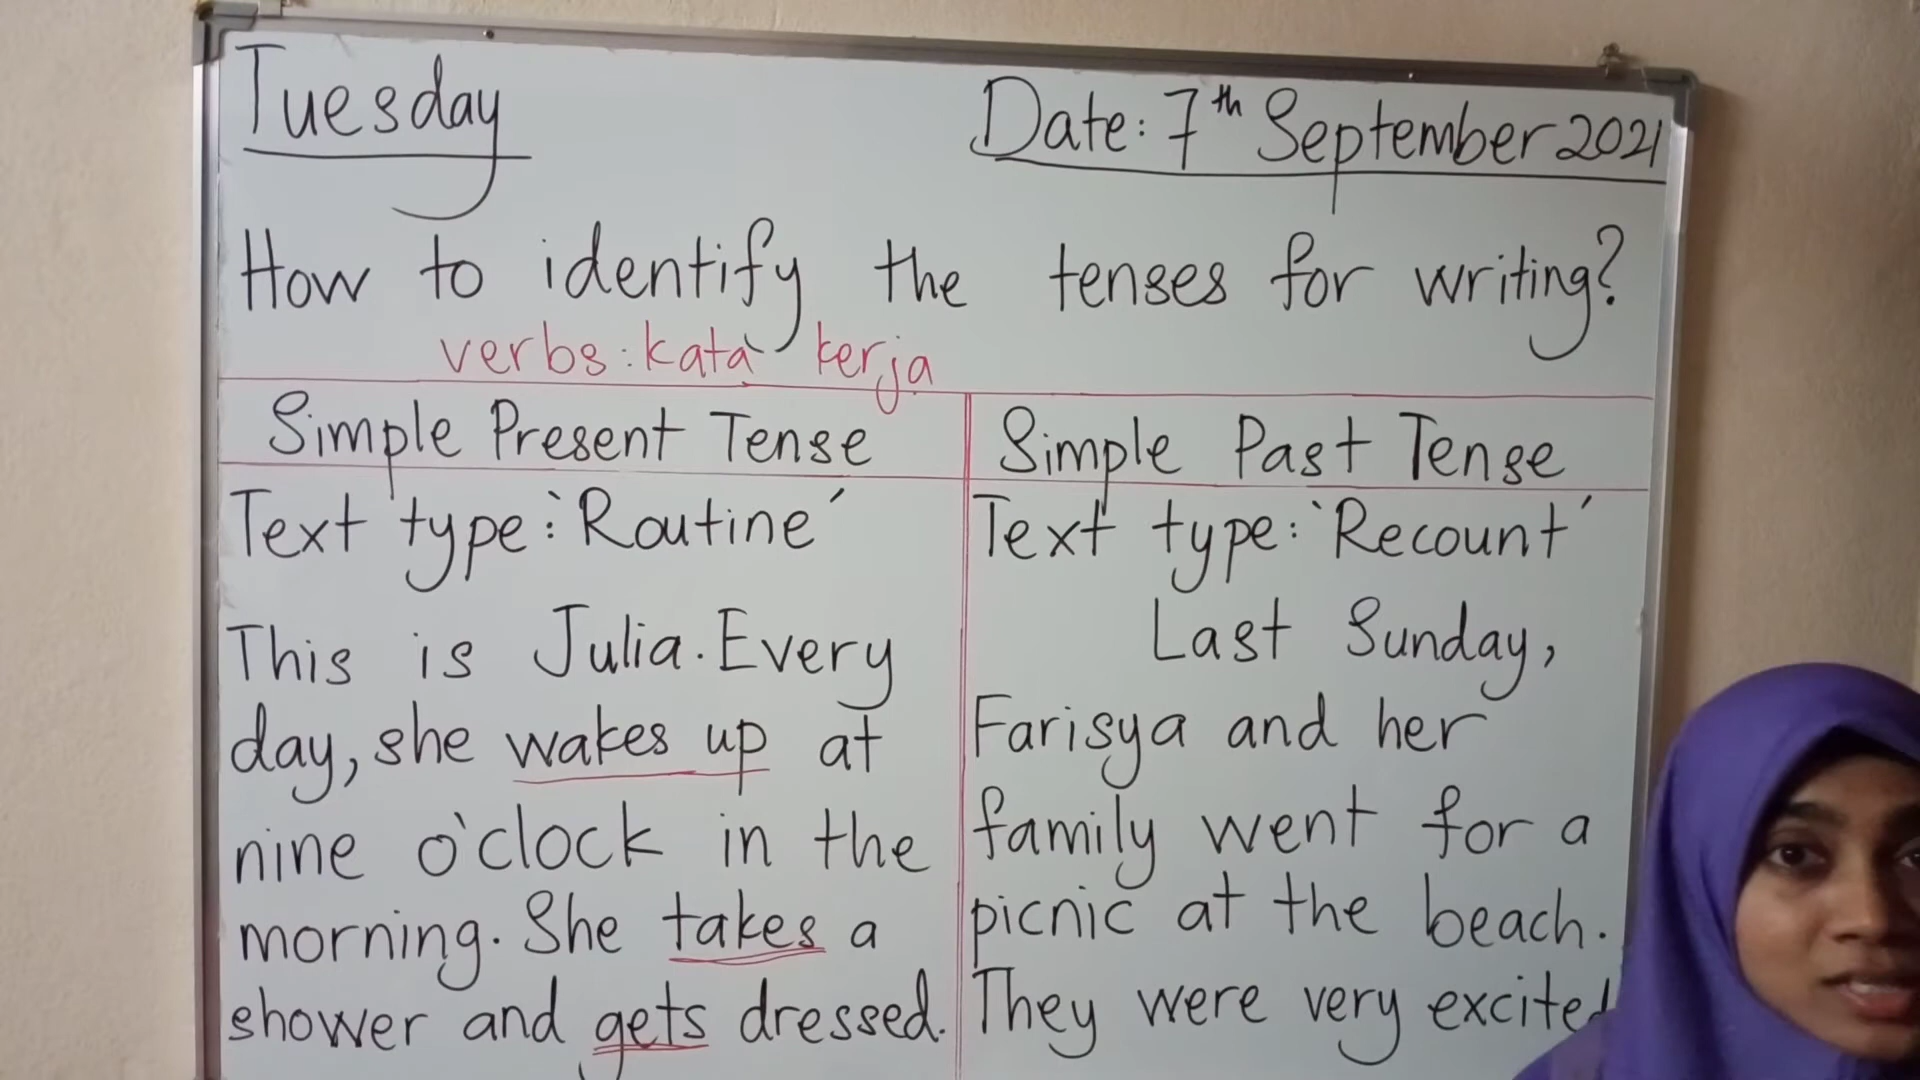 Tuesday
Date: 7th September 2021
How to identify the tenses for writing?
verbs: kata kerja
Simple Present Tense
Text type: 'Routine'
This is Julia. Every
day, she wakes up at
nine o'clock in the
morning. She takes a
shower and gets dressed.
Simple Past Tense
Text type: 'Recount'
Last Sunday,
Farisya and her
family went for a
picnic at the beach.
They were very excited